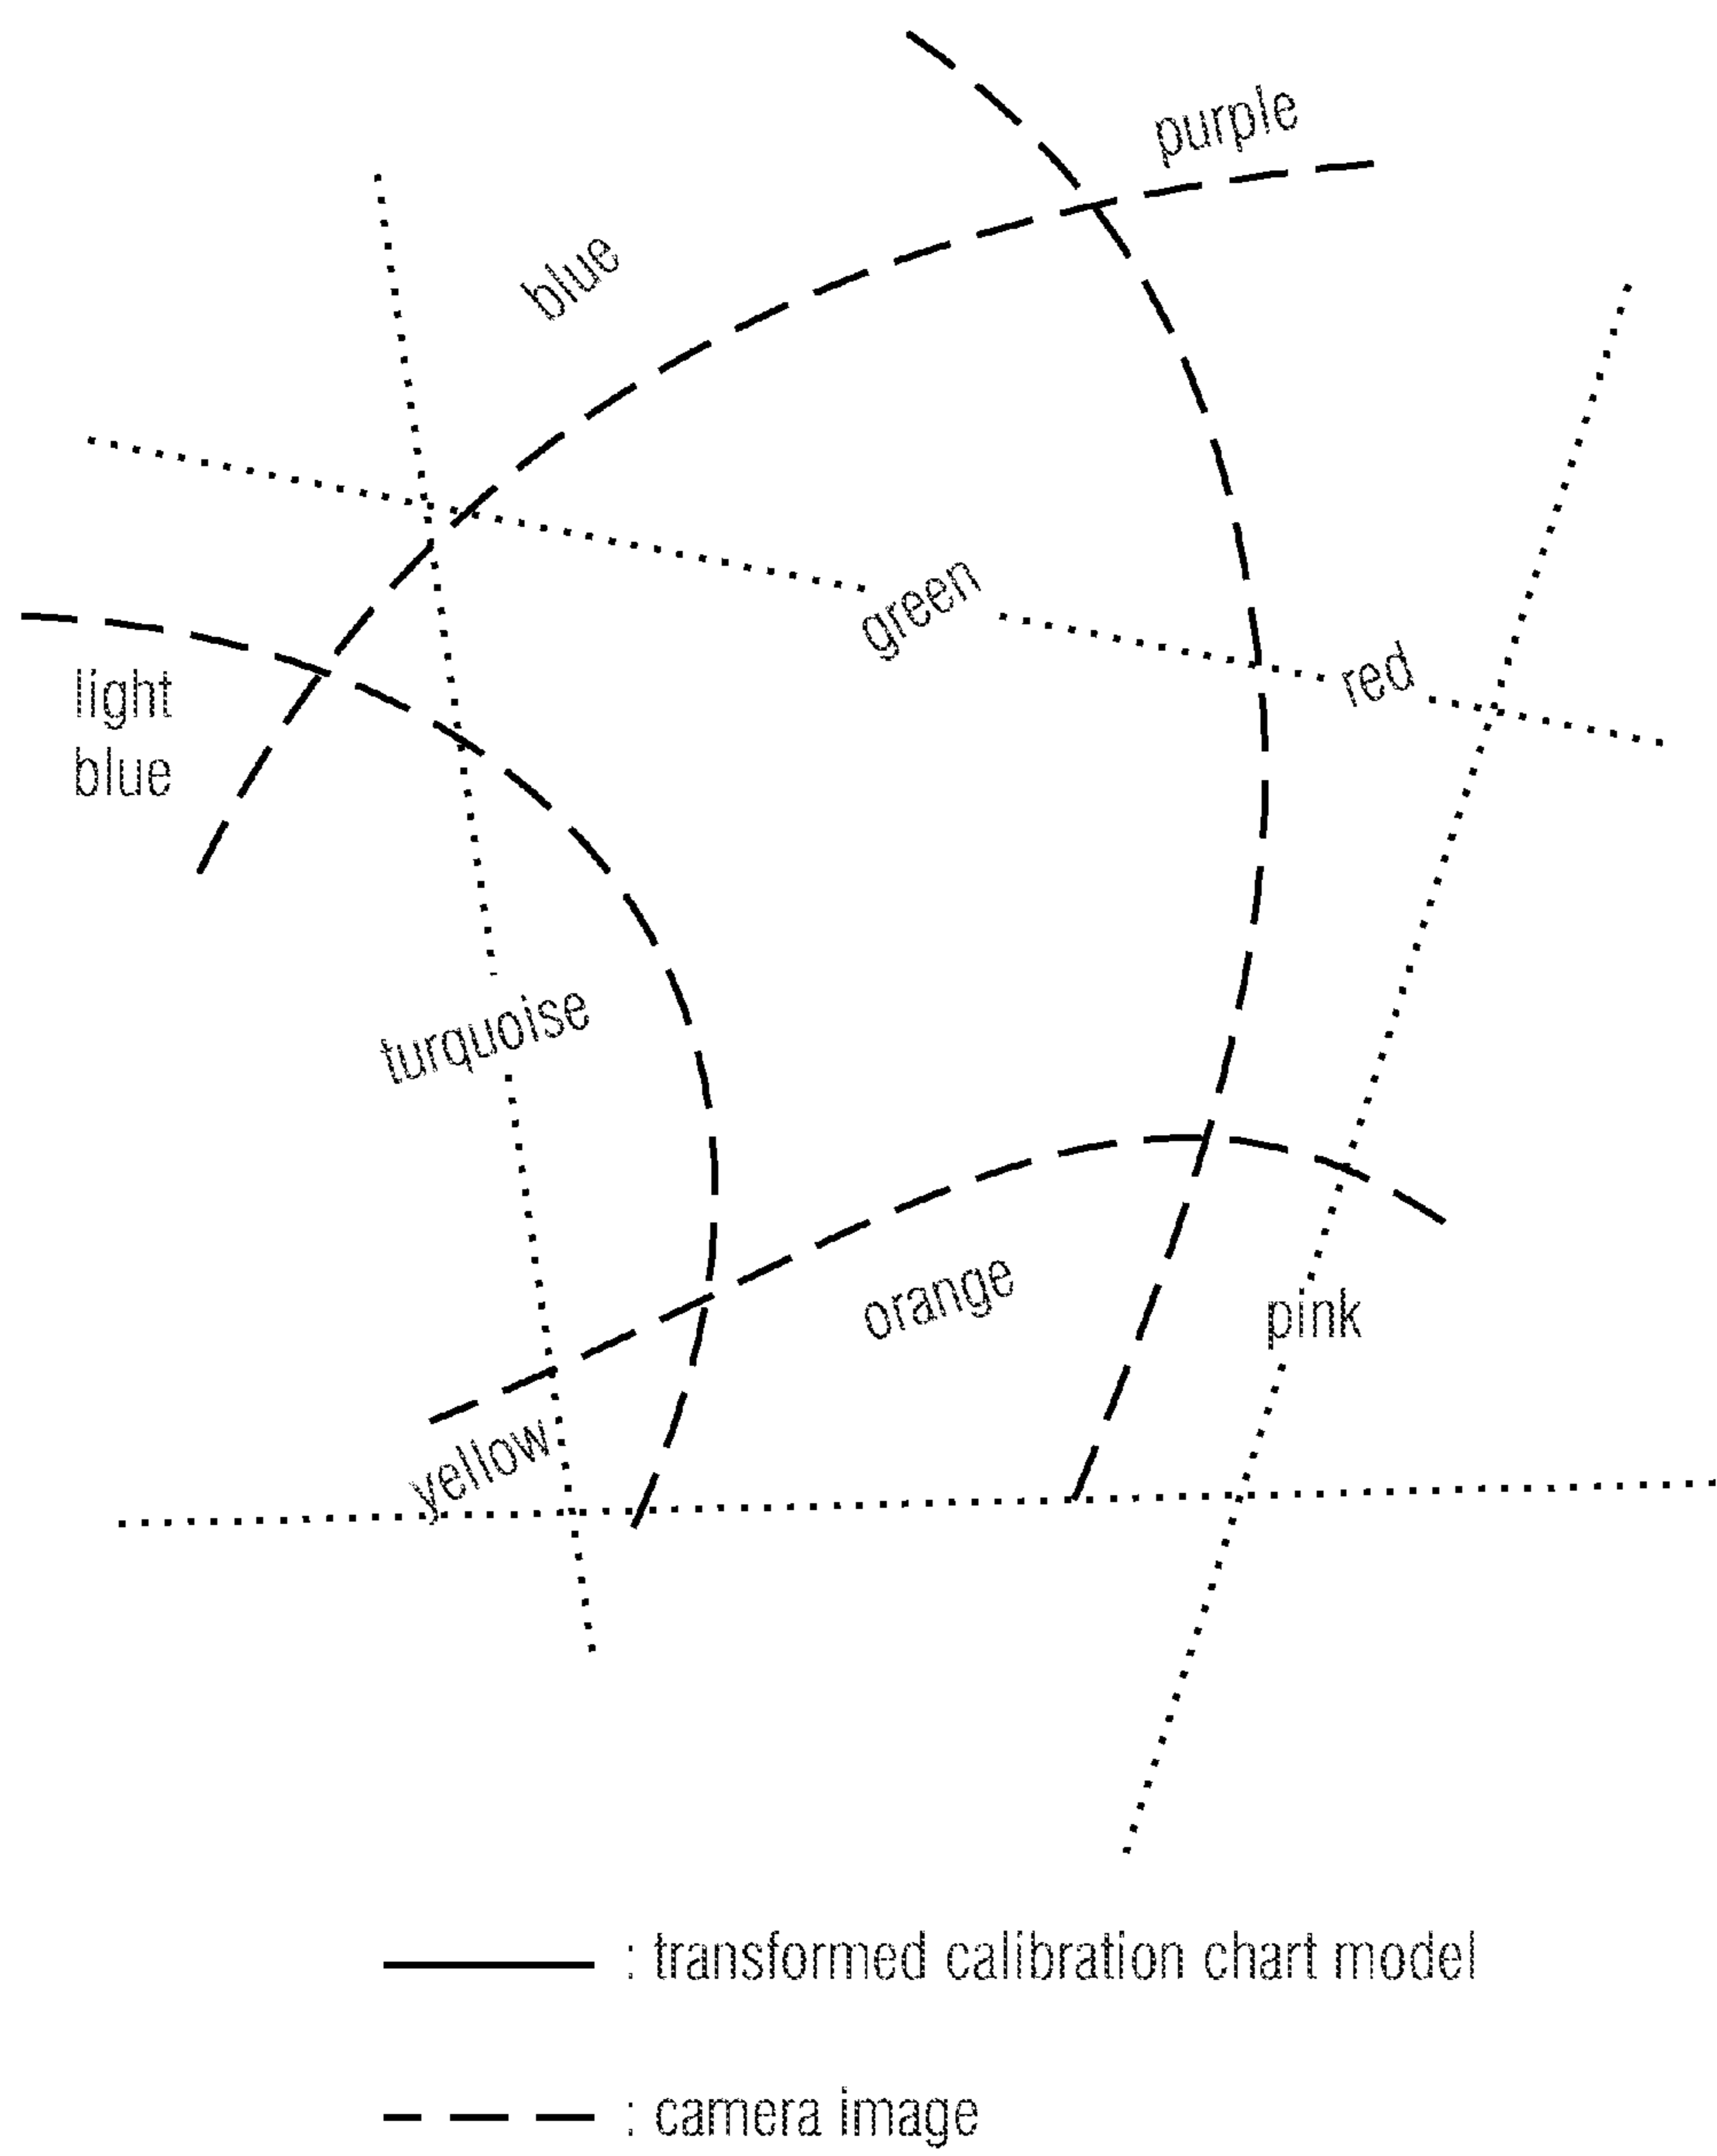 purple
blue
green
red
light
blue
turquoise
orange
pink
yellow
: transformed calibration chart model
: camera image